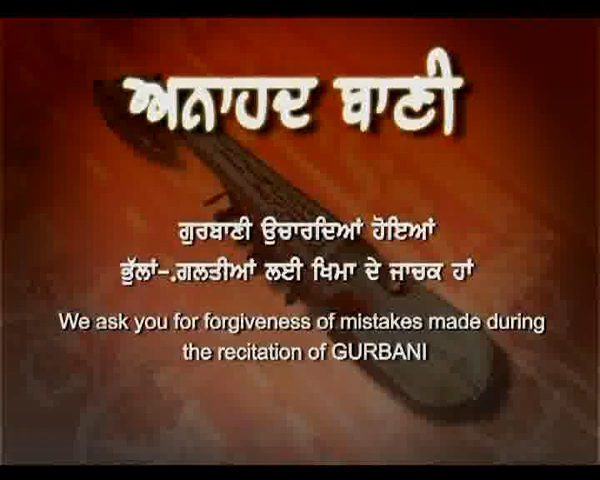 ਅਨਾਹਦ ਬਾਣੀ
ਗੁਰਬਾਣੀ ਉਚਾਰਦਿਆਂ ਹੋਇਆਂ
ਭੁੱਲਾਂ-.ਗਲਤੀਆਂ ਲਈ ਖਿਮਾ ਦੇ ਜਾਚਕ ਹਾਂ
We ask you for forgiveness of mistakes made during
the recitation of GURBANI